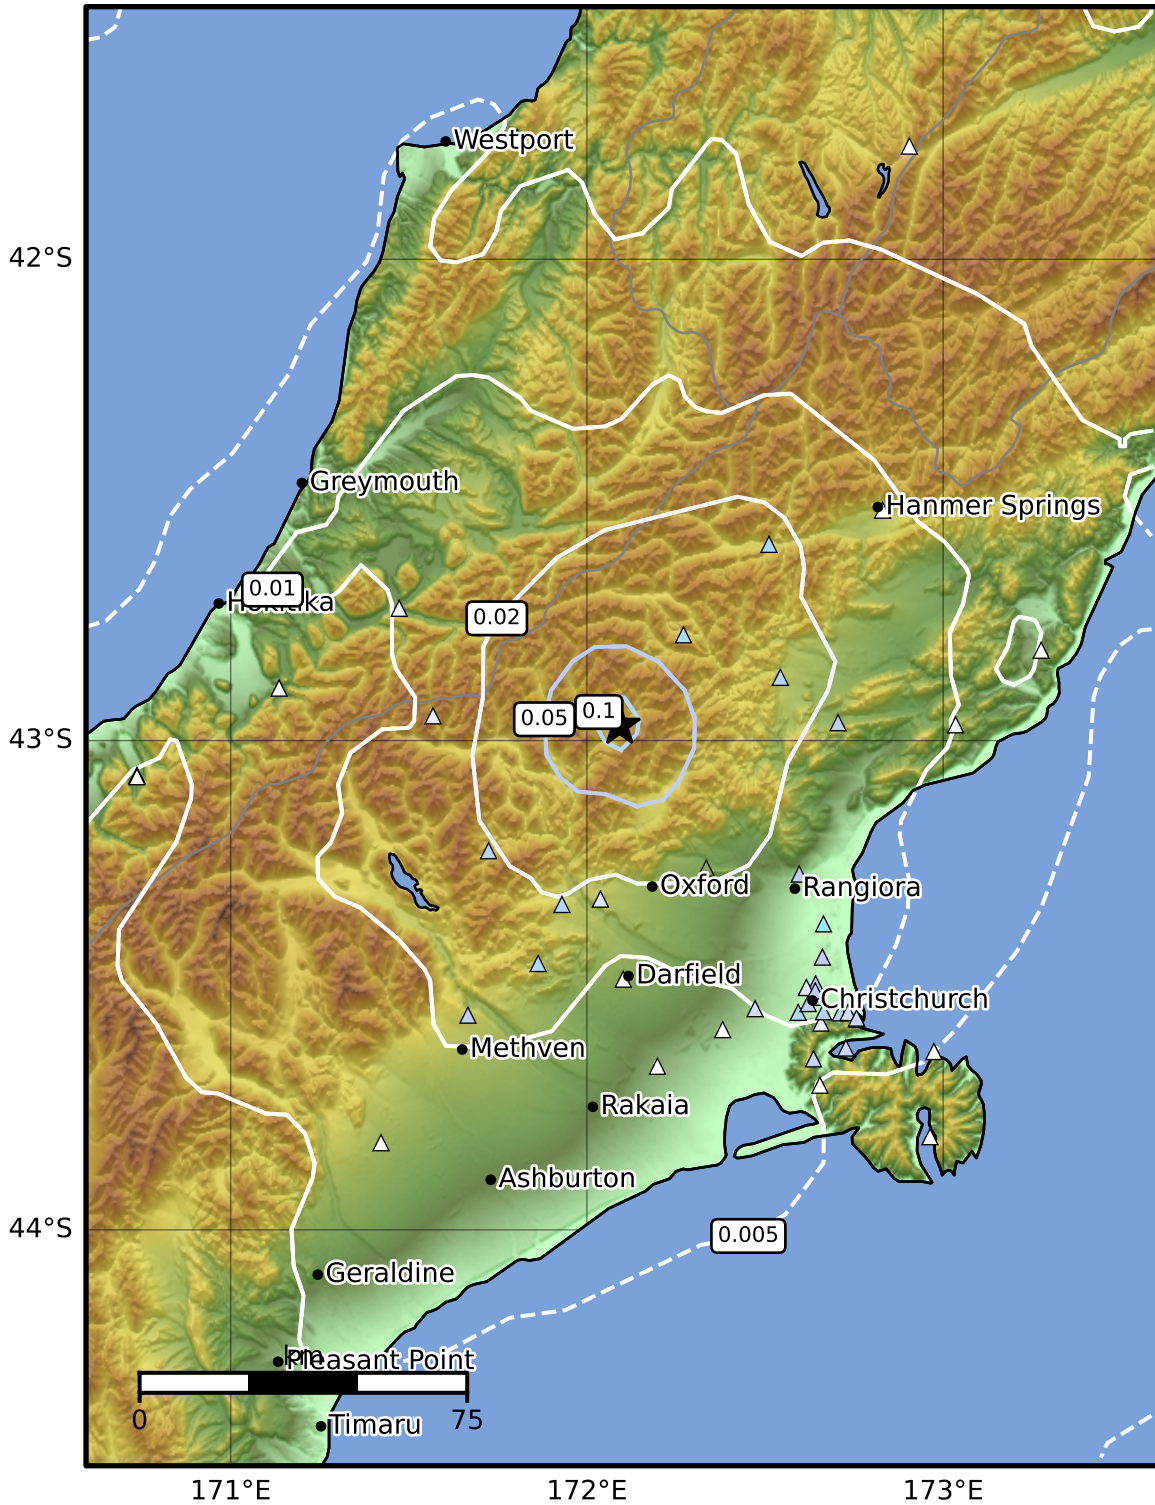 Westport
42°S
Greymouth
Hanmer Springs
0.01
Hokitika
0.02
0.05
0.1
43°S
Oxford
Rangiora
Darfield
Christchurch
Methven
Rakaia
Ashburton
44°S
0.005
Geraldine
km
Pleasant Point
0
75
Timaru
171°E
172°E
173°E